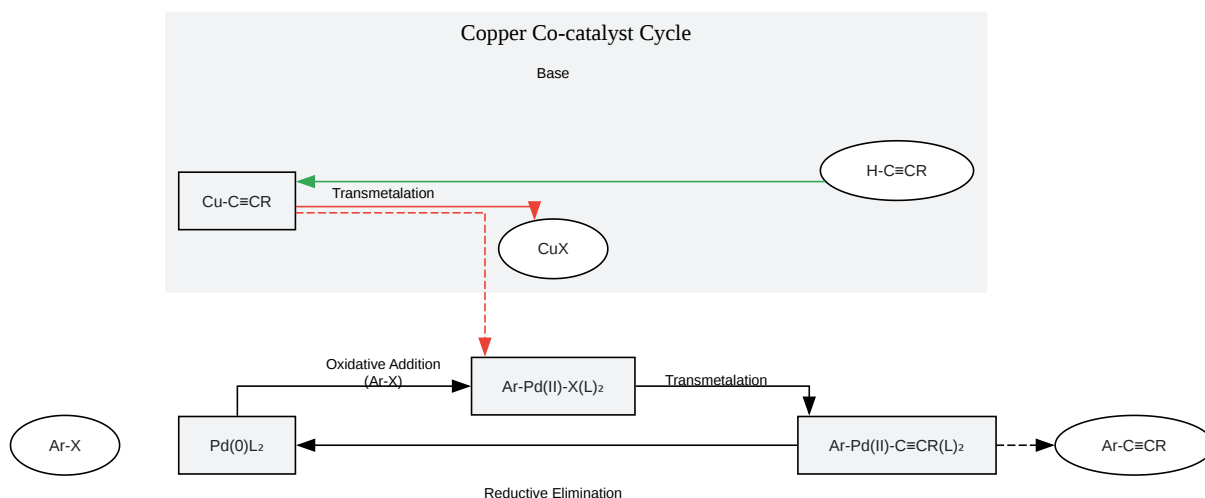 Copper Co-catalyst Cycle
Base
H-C≡CR
Transmetalation
Cu-C≡CR
CuX
Oxidative Addition
(Ar-X)
Ar-Pd(II)-X(L)₂
Transmetalation
Ar-X
Pd(0)L₂
Ar-Pd(II)-C≡CR(L)₂
Ar-C≡CR
Reductive Elimination